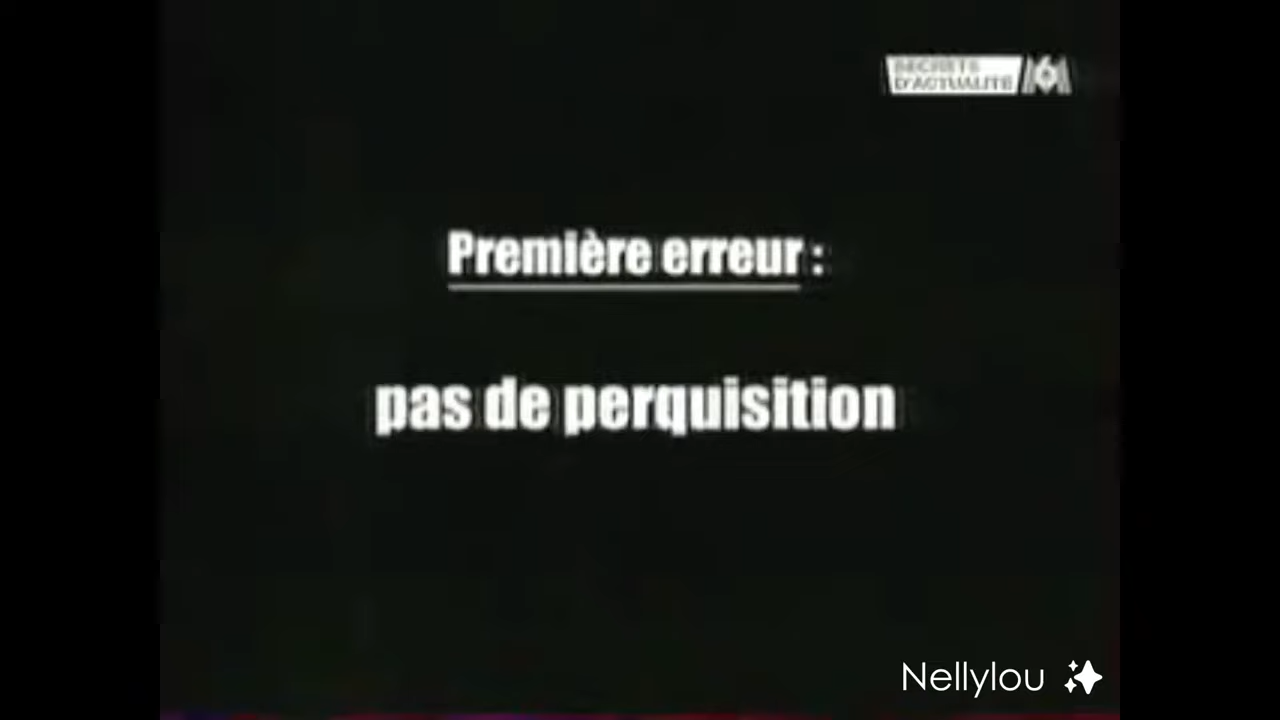 SECRETS
D'ACTUALITÉ M6
Première erreur :
pas de perquisition
Nellylou